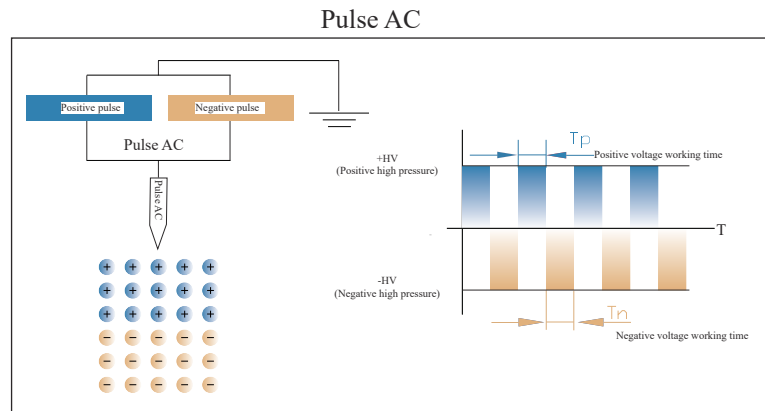 Pulse AC
Positive pulse
Negative pulse
Pulse AC
Pulse AC
+HV
(Positive high pressure)
Tp
Positive voltage working time
T
-HV
(Negative high pressure)
Tn
Negative voltage working time
+ + + + +
+ + + + +
+ + + + +
− − − − −
− − − − −
− − − − −